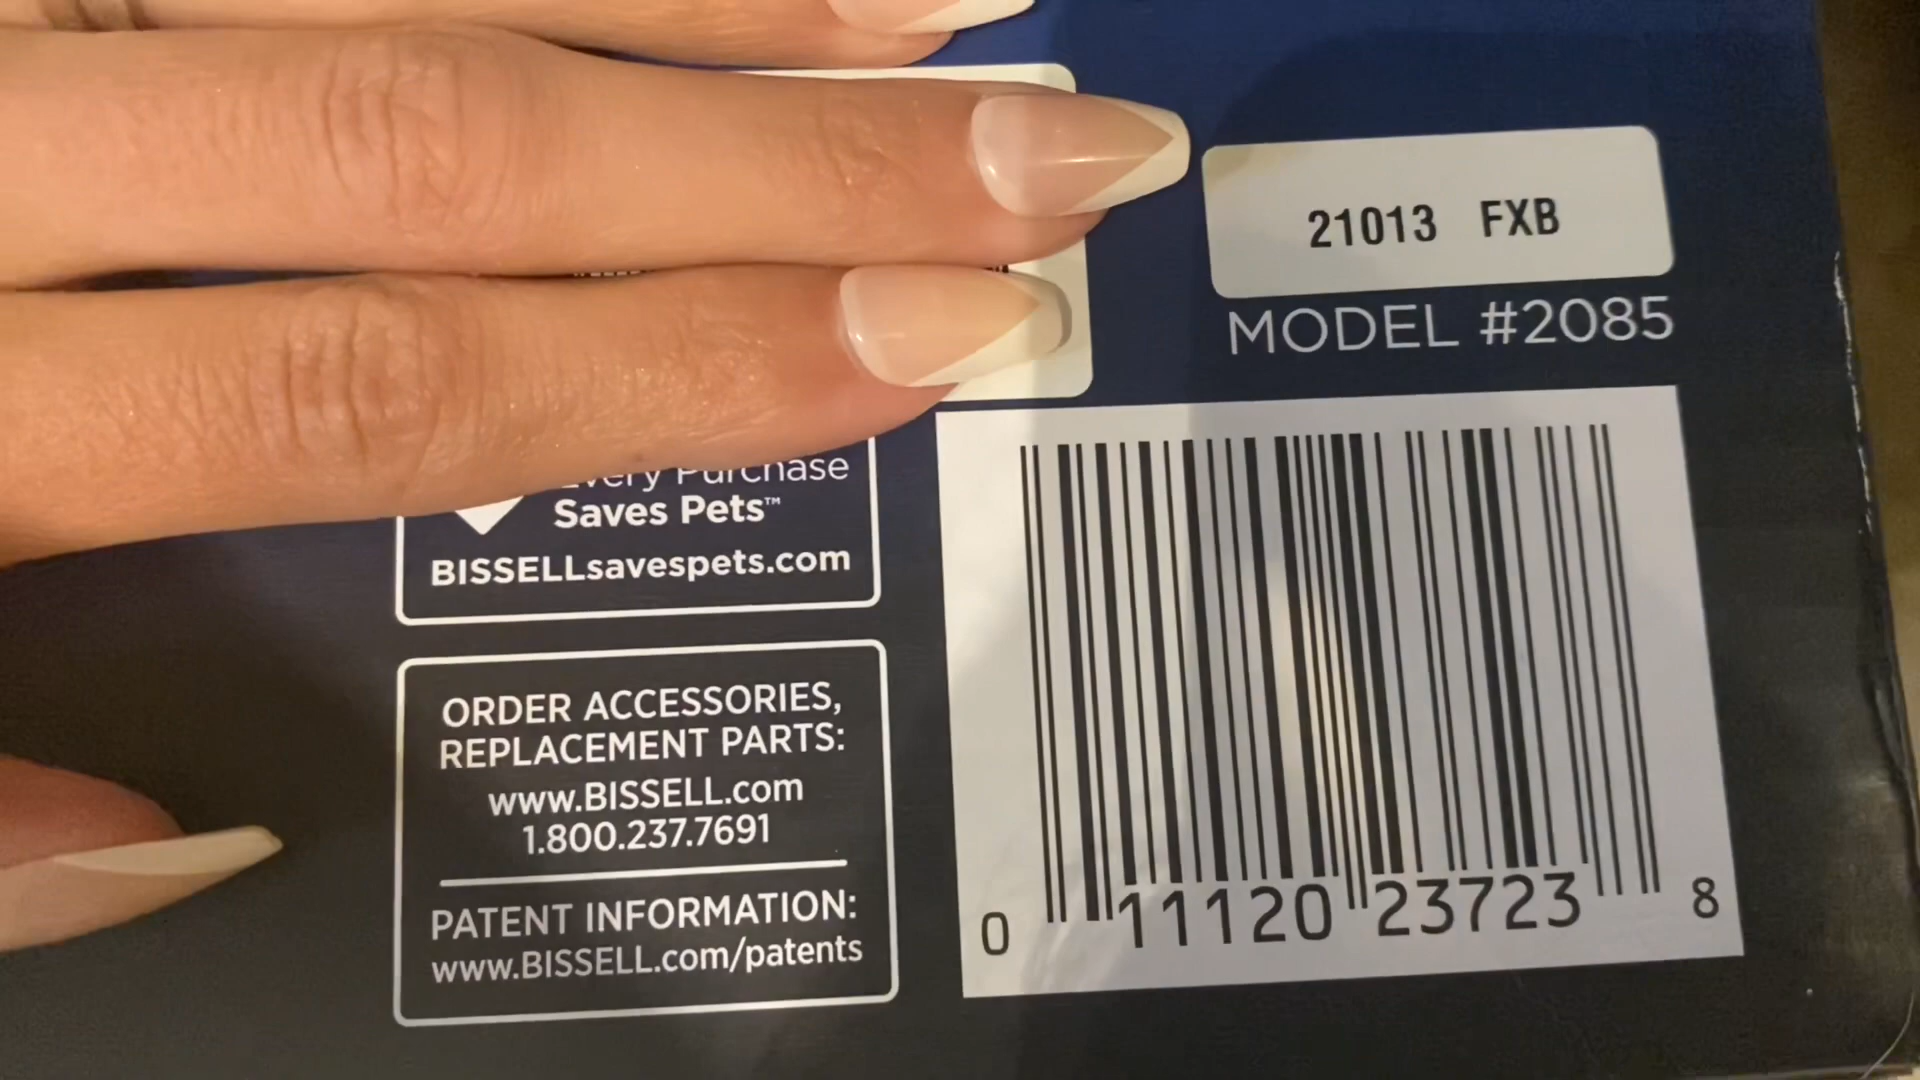 21013 FXB
MODEL #2085
Purchase
Saves Pets™
BISSELLsavespets.com
ORDER ACCESSORIES,
REPLACEMENT PARTS:
www.BISSELL.com
1.800.237.7691
PATENT INFORMATION:
www.BISSELL.com/patents
0 11120 23723 8